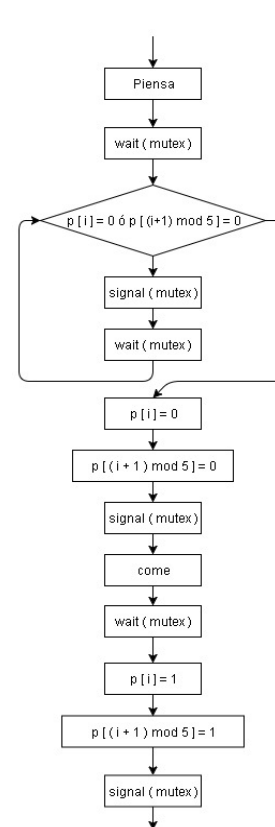 Piensa
wait ( mutex )
p [ i ] = 0 ó p [ (i+1) mod 5 ] = 0
signal ( mutex )
wait ( mutex )
p [ i ] = 0
p [ ( i + 1 ) mod 5 ] = 0
signal ( mutex )
come
wait ( mutex )
p [ i ] = 1
p [ ( i + 1 ) mod 5 ] = 1
signal ( mutex )